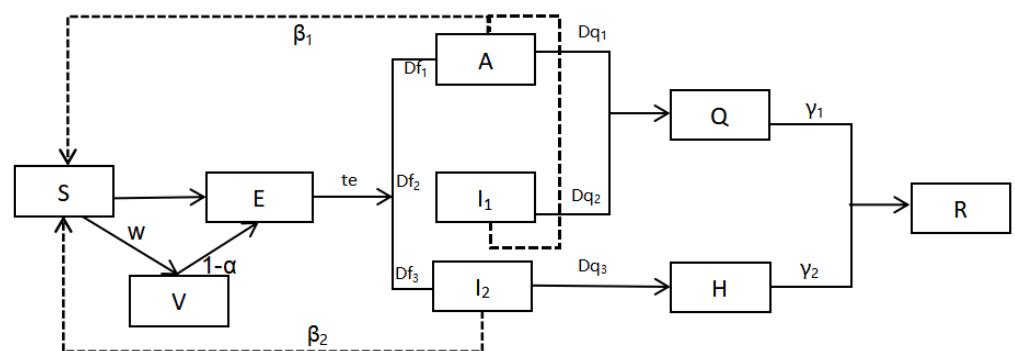 β₁
Dq₁
A
Df₁
Q
γ₁
S
E
te
Df₂
I₁
Dq₂
R
w
1-α
V
Df₃
I₂
Dq₃
H
γ₂
β₂